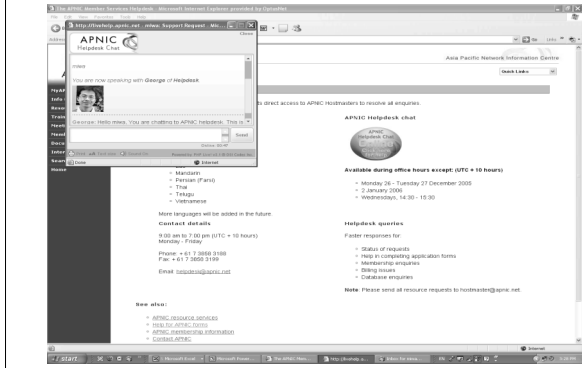 The APNIC Member Services Helpdesk - Microsoft Internet Explorer provided by
http://livehelp.apnic.net
Support Request
Close
APNIC
Helpdesk Chat
miwa
You are now speaking with George of Helpdesk.
George: Hello miwa, You are chatting to APNIC helpdesk. This is
Send
Done
Internet
Asia Pacific Network Information Centre
Quick Links
direct access to APNIC Hostmasters to resolve all enquiries.
Mandarin
Persian (Farsi)
Thai
Telugu
Vietnamese
More languages will be added in the future
Contact details
9:00 am to 7:00 pm (UTC + 10 hours)
Monday - Friday
Phone: +61 7 3858 3188
Fax: +61 7 3858 3199
Email: helpdesk@apnic.net
See also:
APNIC resource services
Help for APNIC forms
APNIC membership information
Contact APNIC
APNIC Helpdesk chat
APNIC
Helpdesk Chat
Available during office hours except: (UTC + 10 hours)
Monday 26 - Tuesday 27 December 2005
2 January 2006
Wednesdays, 14:30 - 15:30
Helpdesk queries
Faster responses for:
Status of requests
Help in completing application forms
Membership enquiries
Billing issues
Database enquiries
Note: Please send all resource requests to hostmaster@apnic.net.
Internet
start